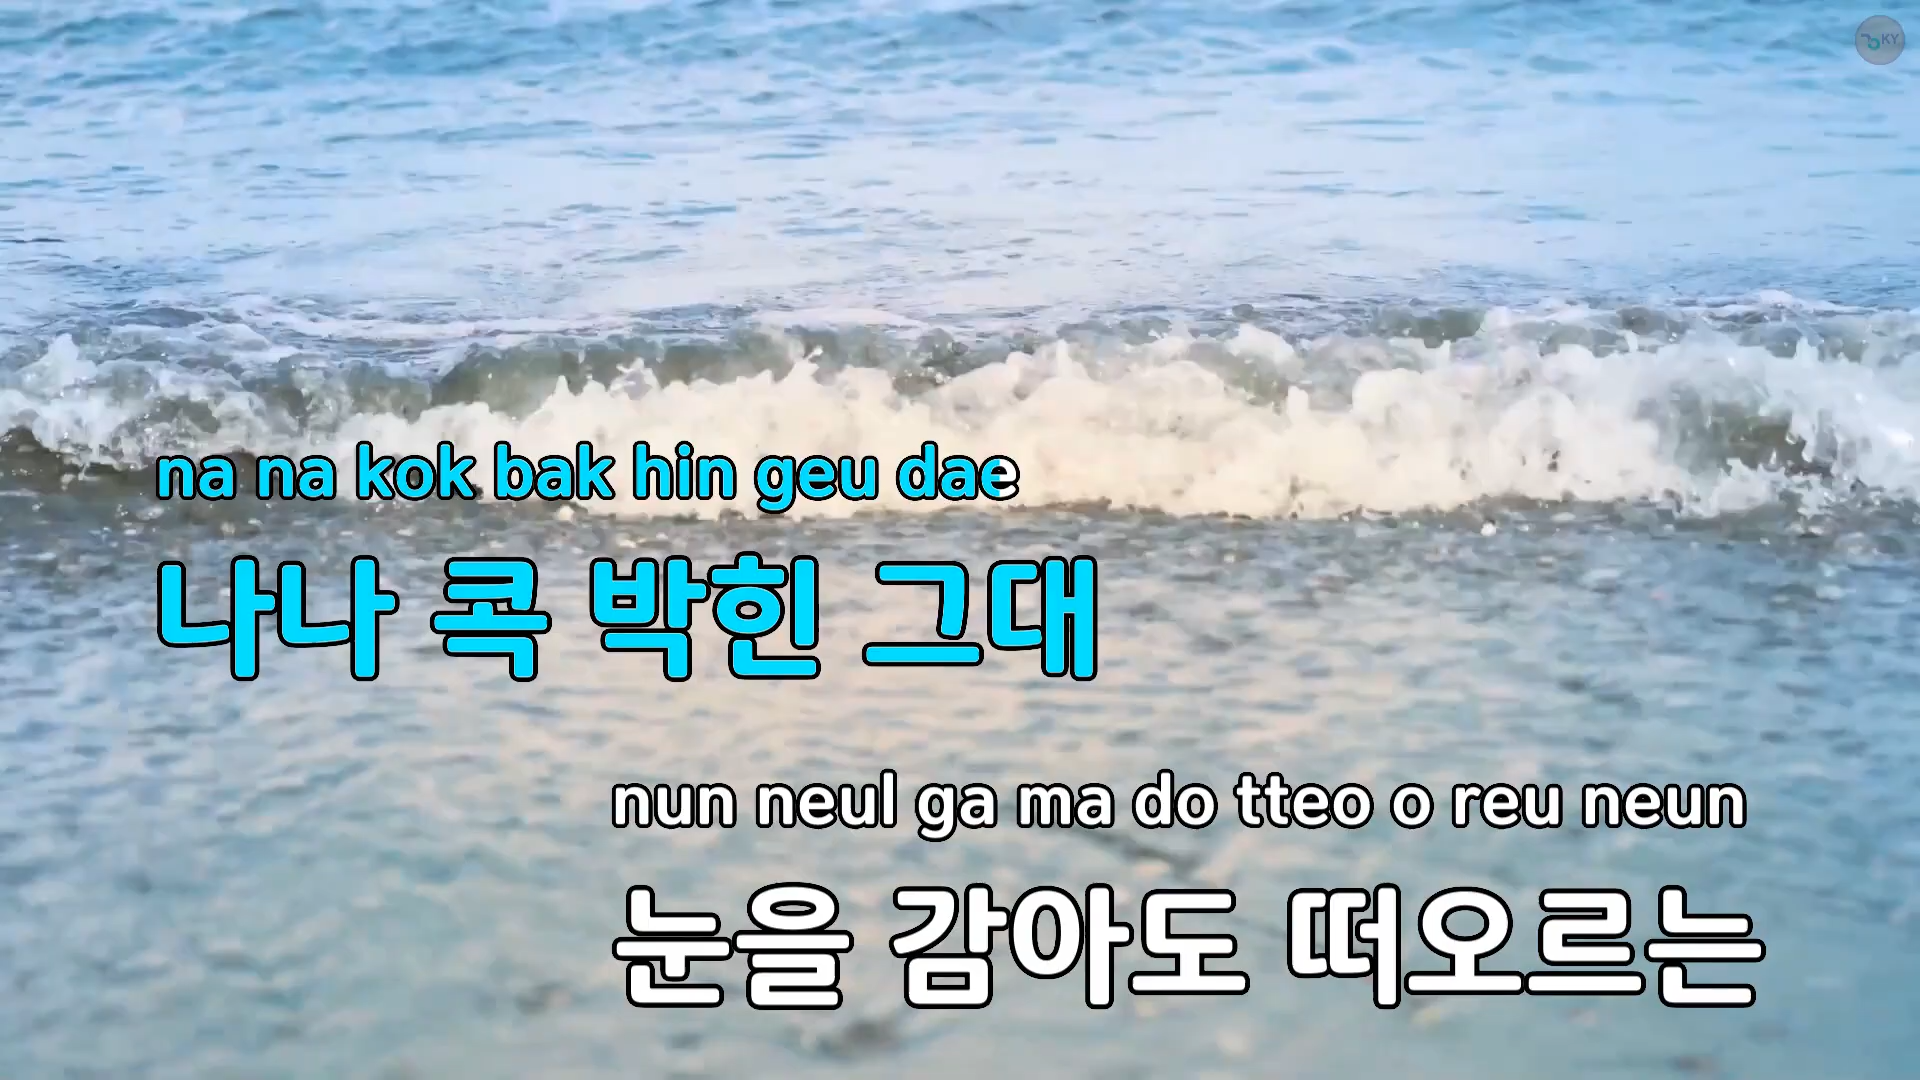 KY
na na kok bak hin geu dae
나나 콕 박힌 그대
nun neul ga ma do tteo o reu neun
눈을 감아도 떠오르는